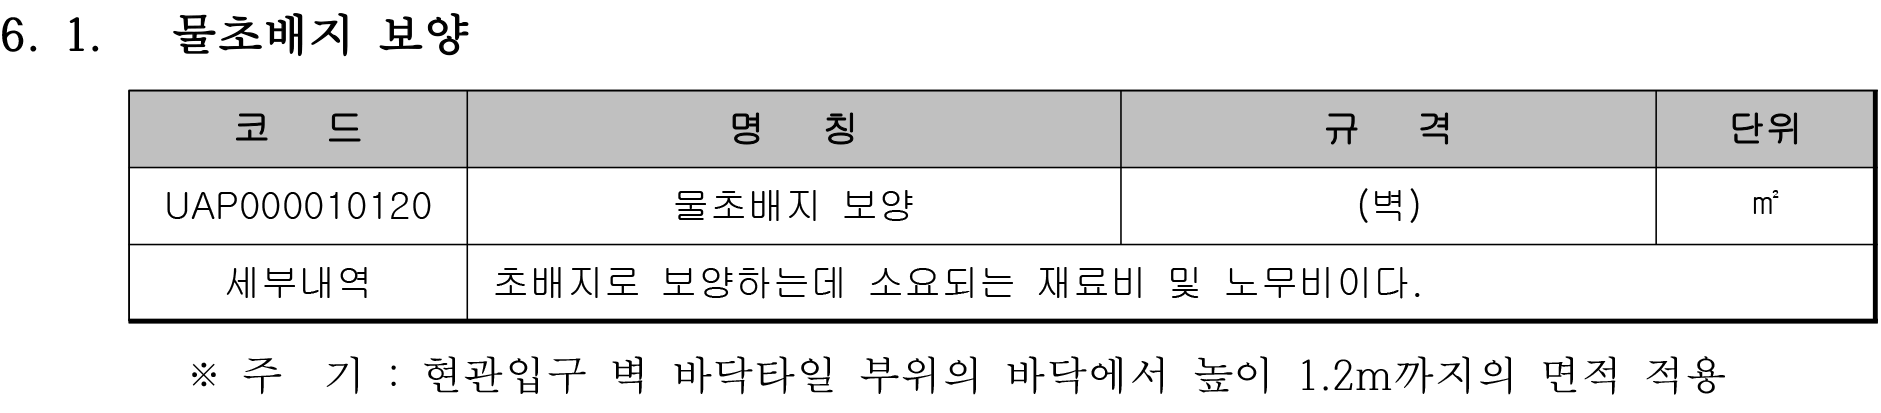 6. 1. 물초배지 보양
코 드 명 칭 규 격 단위
UAP000010120 물초배지 보양 (벽) ㎡
세부내역 초배지로 보양하는데 소요되는 재료비 및 노무비이다.
※ 주 기 : 현관입구 벽 바닥타일 부위의 바닥에서 높이 1.2m까지의 면적 적용